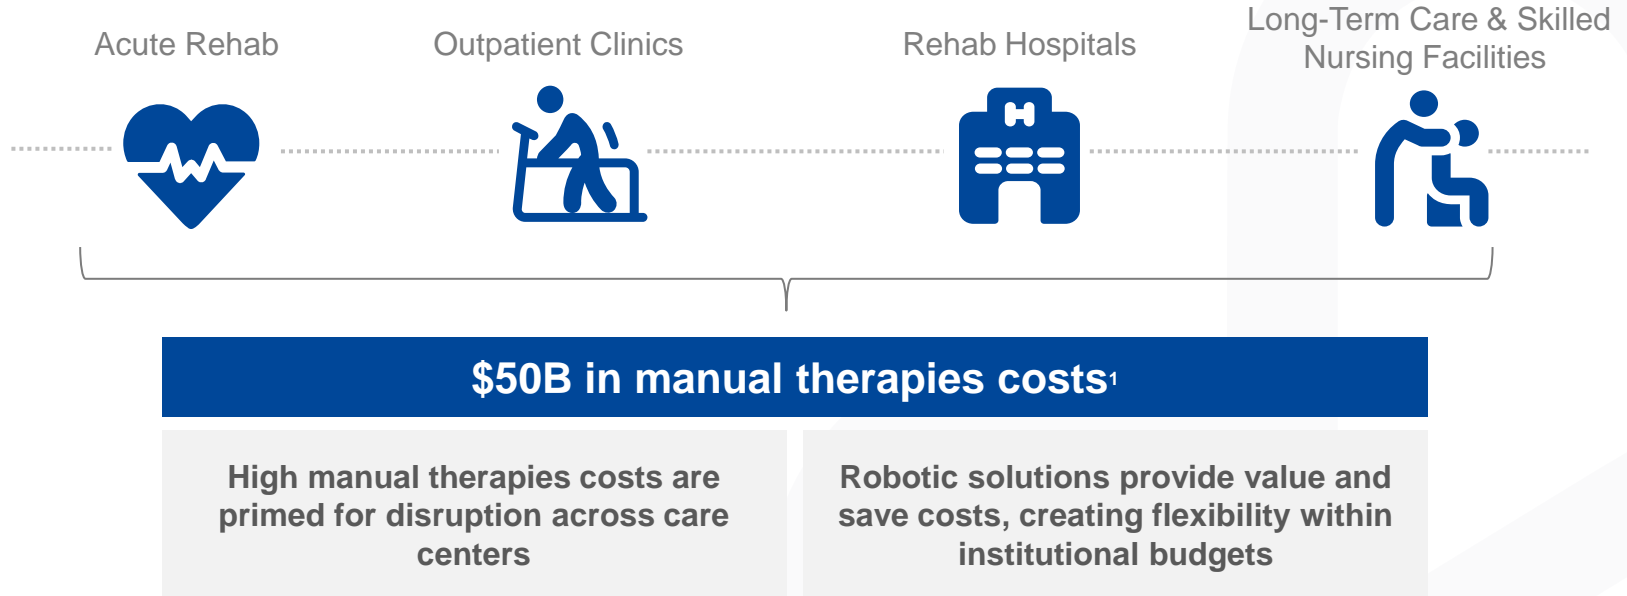 Acute Rehab
Outpatient Clinics
Rehab Hospitals
Long-Term Care & Skilled
Nursing Facilities
H
$50B in manual therapies costs1
High manual therapies costs are
primed for disruption across care
centers
Robotic solutions provide value and
save costs, creating flexibility within
institutional budgets